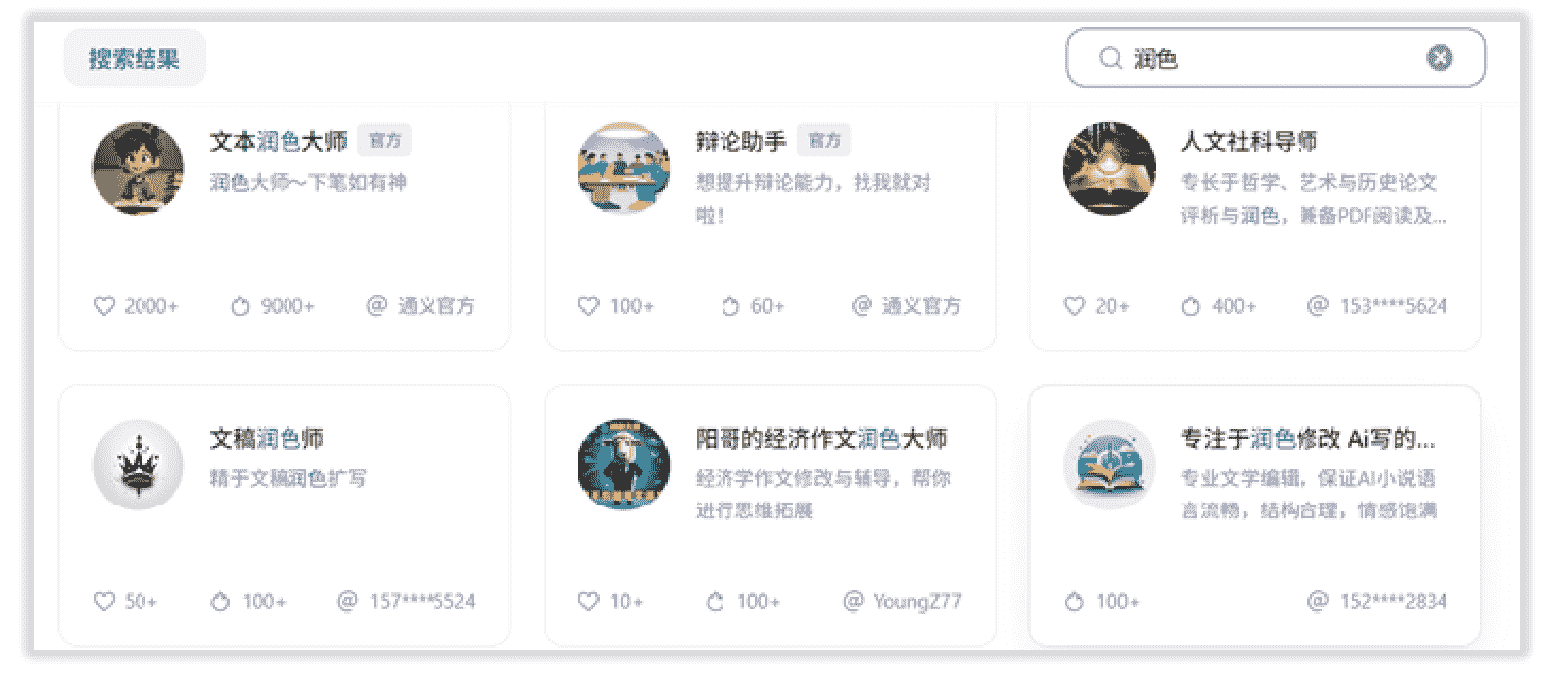 搜索结果
润色
文本润色大师 官方
润色大师～下笔如有神
2000+ 9000+ @ 通义官方
辩论助手 官方
想提升辩论能力，找我就对
啦！
100+ 60+ @ 通义官方
人文社科导师
专长于哲学、艺术与历史论文
评析与润色，兼备PDF阅读及...
20+ 400+ @ 153****5624
文稿润色师
精于文稿润色扩写
50+ 100+ @ 157****5524
阳哥的经济作文润色大师
经济学作文修改与辅导，帮你
进行思维拓展
10+ 100+ @ YoungZ77
专注于润色修改 Ai写的...
专业文学编辑，保证AI小说语
言流畅，结构合理，情感饱满
100+ @ 152****2834